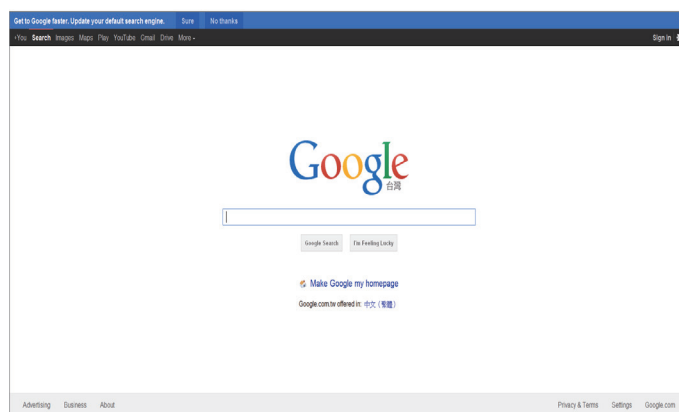 Get to Google faster. Update your default search engine. Sure No thanks
+You Search Images Maps Play YouTube Gmail Drive More Sign in
Google
台灣
Google Search I'm Feeling Lucky
Make Google my homepage
Google.com.tw offered in: 中文 (繁體)
Advertising Business About Privacy & Terms Settings Google.com